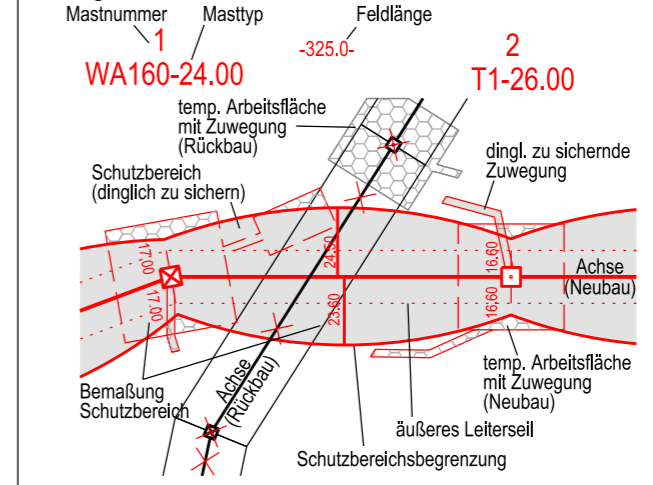 Mastnummer Masttyp Feldlänge
1 -325.0- 2
WA160-24.00 T1-26.00
temp. Arbeitsfläche
mit Zuwegung
(Rückbau)
dingl. zu sichernde
Zuwegung
Schutzbereich
(dinglich zu sichern)
17.00
24.50
16.60
Achse
(Neubau)
17.00
23.60
16.60
temp. Arbeitsfläche
mit Zuwegung
(Neubau)
Achse
(Rückbau)
Bemaßung
Schutzbereich
äußeres Leiterseil
Schutzbereichsbegrenzung